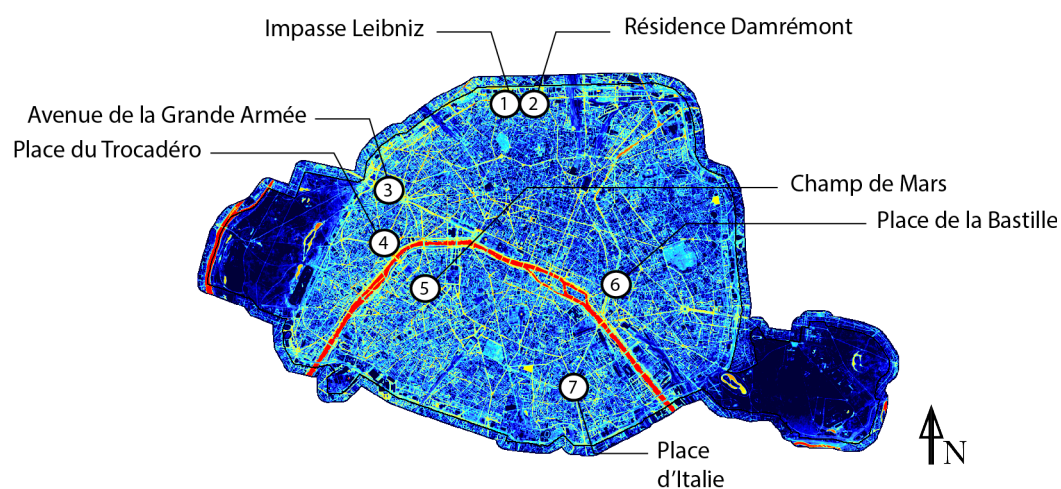 Impasse Leibniz
Résidence Damrémont
1
2
Avenue de la Grande Armée
Place du Trocadéro
3
Champ de Mars
Place de la Bastille
4
5
6
7
Place
d'Italie
N